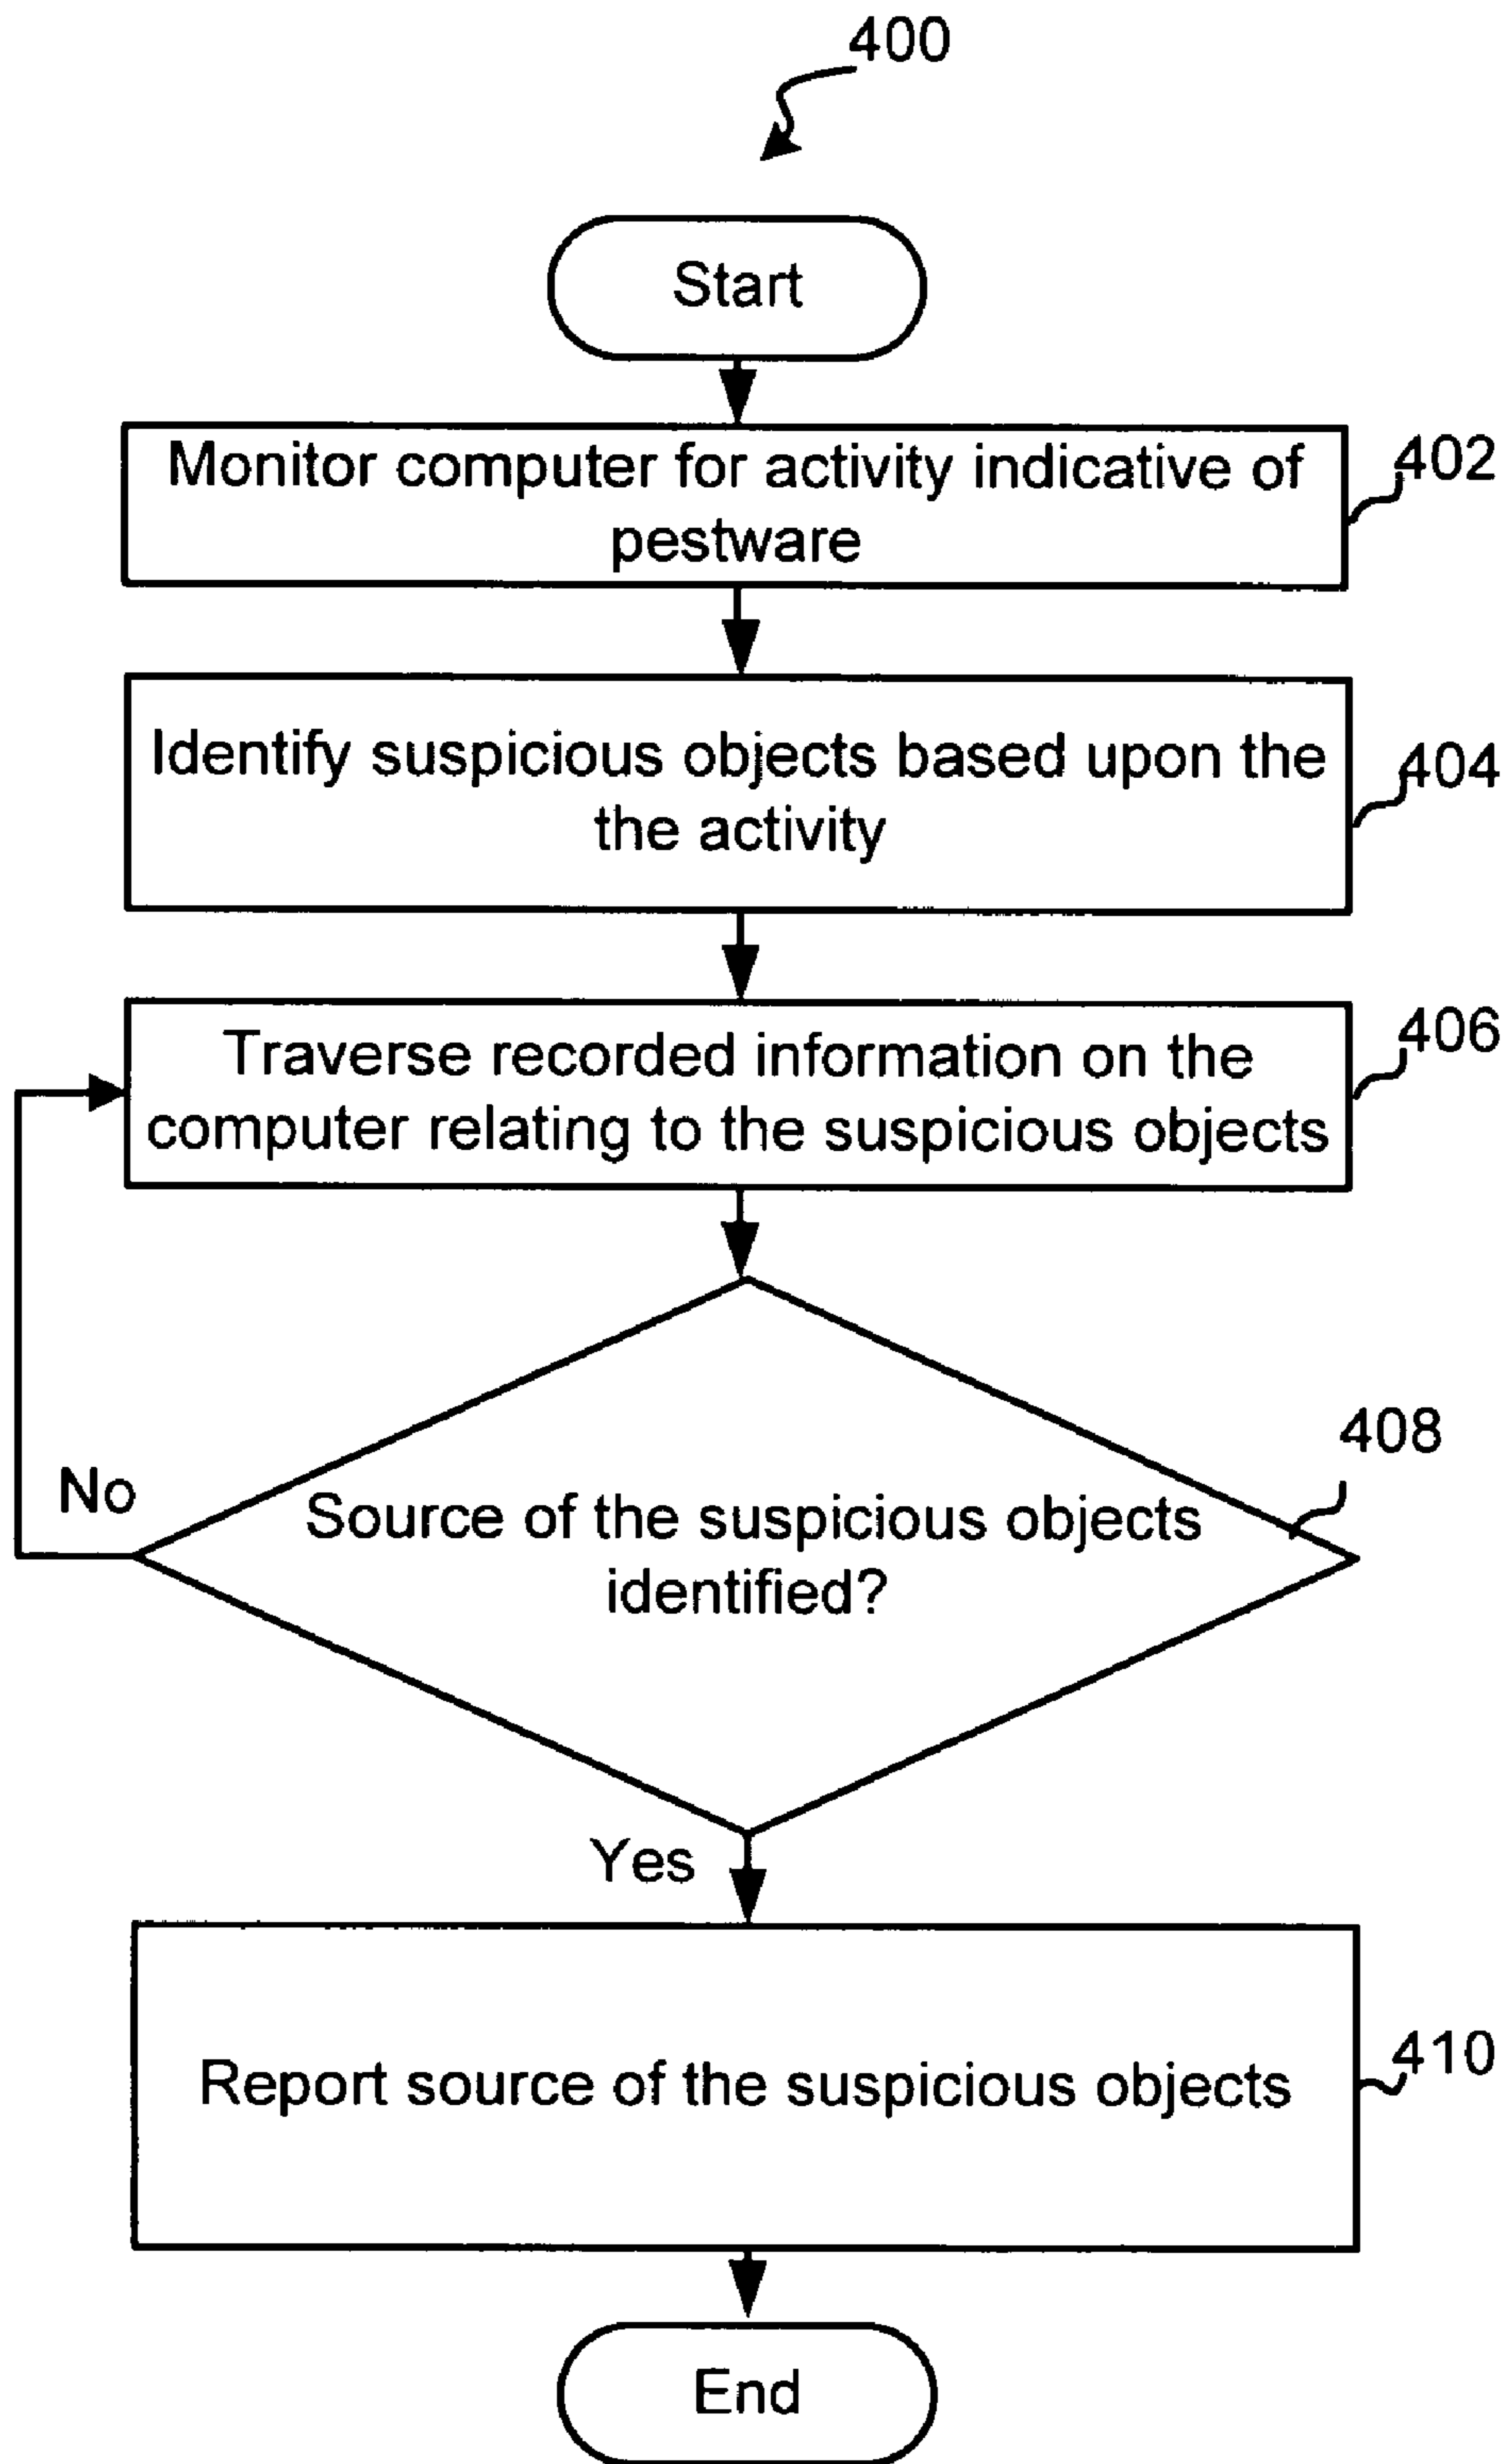 400
Start
Monitor computer for activity indicative of
pestware
402
Identify suspicious objects based upon the
the activity
404
Traverse recorded information on the
computer relating to the suspicious objects
406
Source of the suspicious objects
identified?
408
No
Yes
Report source of the suspicious objects
410
End